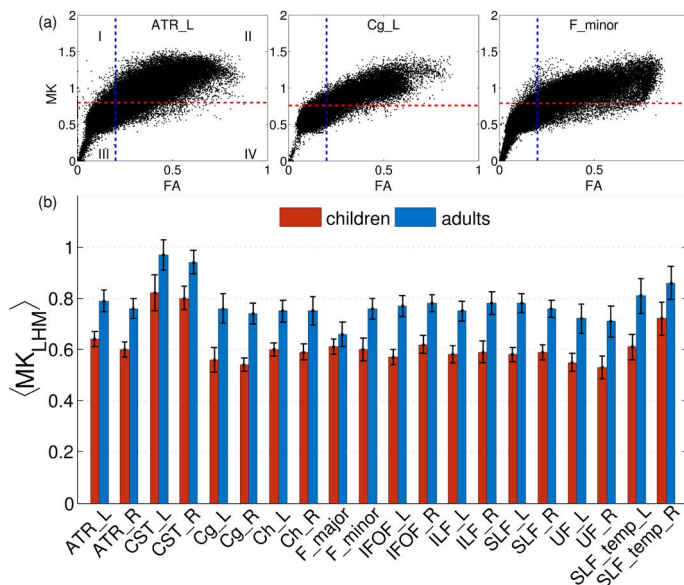 (a)
ATR_L
Cg_L
F_minor
I
II
III
IV
MK
1.5
1
0.5
0
0
0.5
1
FA
1.5
1
0.5
0
0
0.5
1
FA
1.5
1
0.5
0
0
0.5
FA
(b)
children
adults
⟨MK_LHM⟩
1
0.8
0.6
0.4
0.2
0
ATR_L
ATR_R
CST_L
CST_R
Cg_L
Cg_R
Ch_L
Ch_R
F_major
F_minor
IFOF_L
IFOF_R
ILF_L
ILF_R
SLF_L
SLF_R
UF_L
UF_R
SLF_temp_L
SLF_temp_R